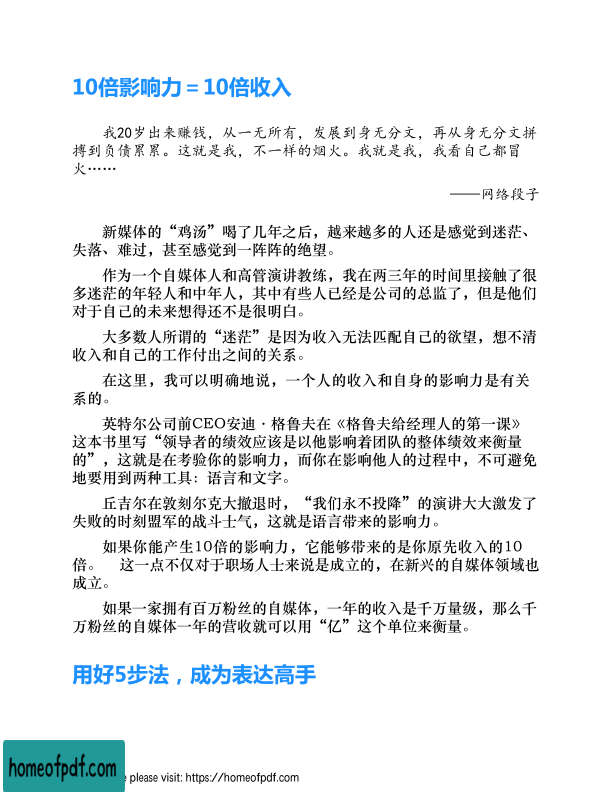 10倍影响力＝10倍收入
我20岁出来赚钱，从一无所有，发展到身无分文，再从身无分文拼
搏到负债累累。这就是我，不一样的烟火。我就是我，我看自己都冒
火……
——网络段子
新媒体的“鸡汤”喝了几年之后，越来越多的人还是感觉到迷茫、
失落、难过，甚至感觉到一阵阵的绝望。
作为一个自媒体人和高管演讲教练，我在两三年的时间里接触了很
多迷茫的年轻人和中年人，其中有些人已经是公司的总监了，但是他们
对于自己的未来想得还不是很明白。
大多数人所谓的“迷茫”是因为收入无法匹配自己的欲望，想不清
收入和自己的工作付出之间的关系。
在这里，我可以明确地说，一个人的收入和自身的影响力是有关
系的。
英特尔公司前CEO安迪·格鲁夫在《格鲁夫给经理人的第一课》
这本书里写“领导者的绩效应该是以他影响着团队的整体绩效来衡量
的”，这就是在考验你的影响力，而你在影响他人的过程中，不可避免
地要用到两种工具：语言和文字。
丘吉尔在敦刻尔克大撤退时，“我们永不投降”的演讲大大激发了
失败的时刻盟军的战斗士气，这就是语言带来的影响力。
如果你能产生10倍的影响力，它能够带来的是你原先收入的10
倍。 这一点不仅对于职场人士来说是成立的，在新兴的自媒体领域也
成立。
如果一家拥有百万粉丝的自媒体，一年的收入是千万量级，那么千
万粉丝的自媒体一年的营收就可以用“亿”这个单位来衡量。
用好5步法，成为表达高手
homeofpdf.com
please visit: https://homeofpdf.com